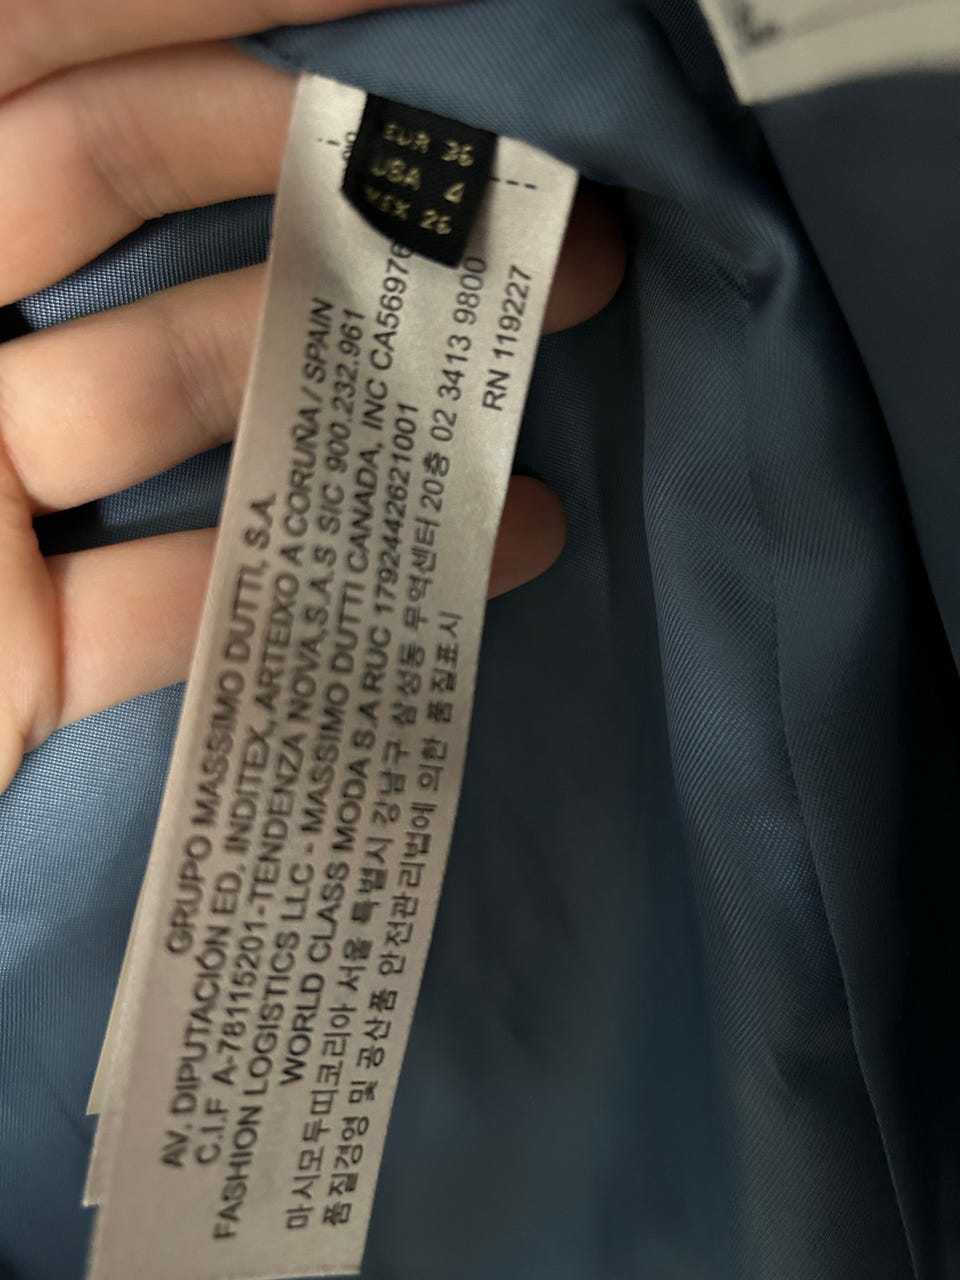 EUR 36
USA 4
MEX 26
GRUPO MASSIMO DUTTI, S.A.
AV. DIPUTACIÓN ED. INDITEX, ARTEIXO A CORUÑA / SPAIN
C.I.F A-78115201-TENDENZA NOVA,S.A.S SIC 900.232.961
FASHION LOGISTICS LLC - MASSIMO DUTTI CANADA, INC CA56976
WORLD CLASS MODA S.A RUC 1792442621001
마시모두띠코리아 서울 특별시 강남구 삼성동 무역센터 20층 02 3413 9800
품질경영 및 공산품 안전관리법에 의한 품질표시
RN 119227